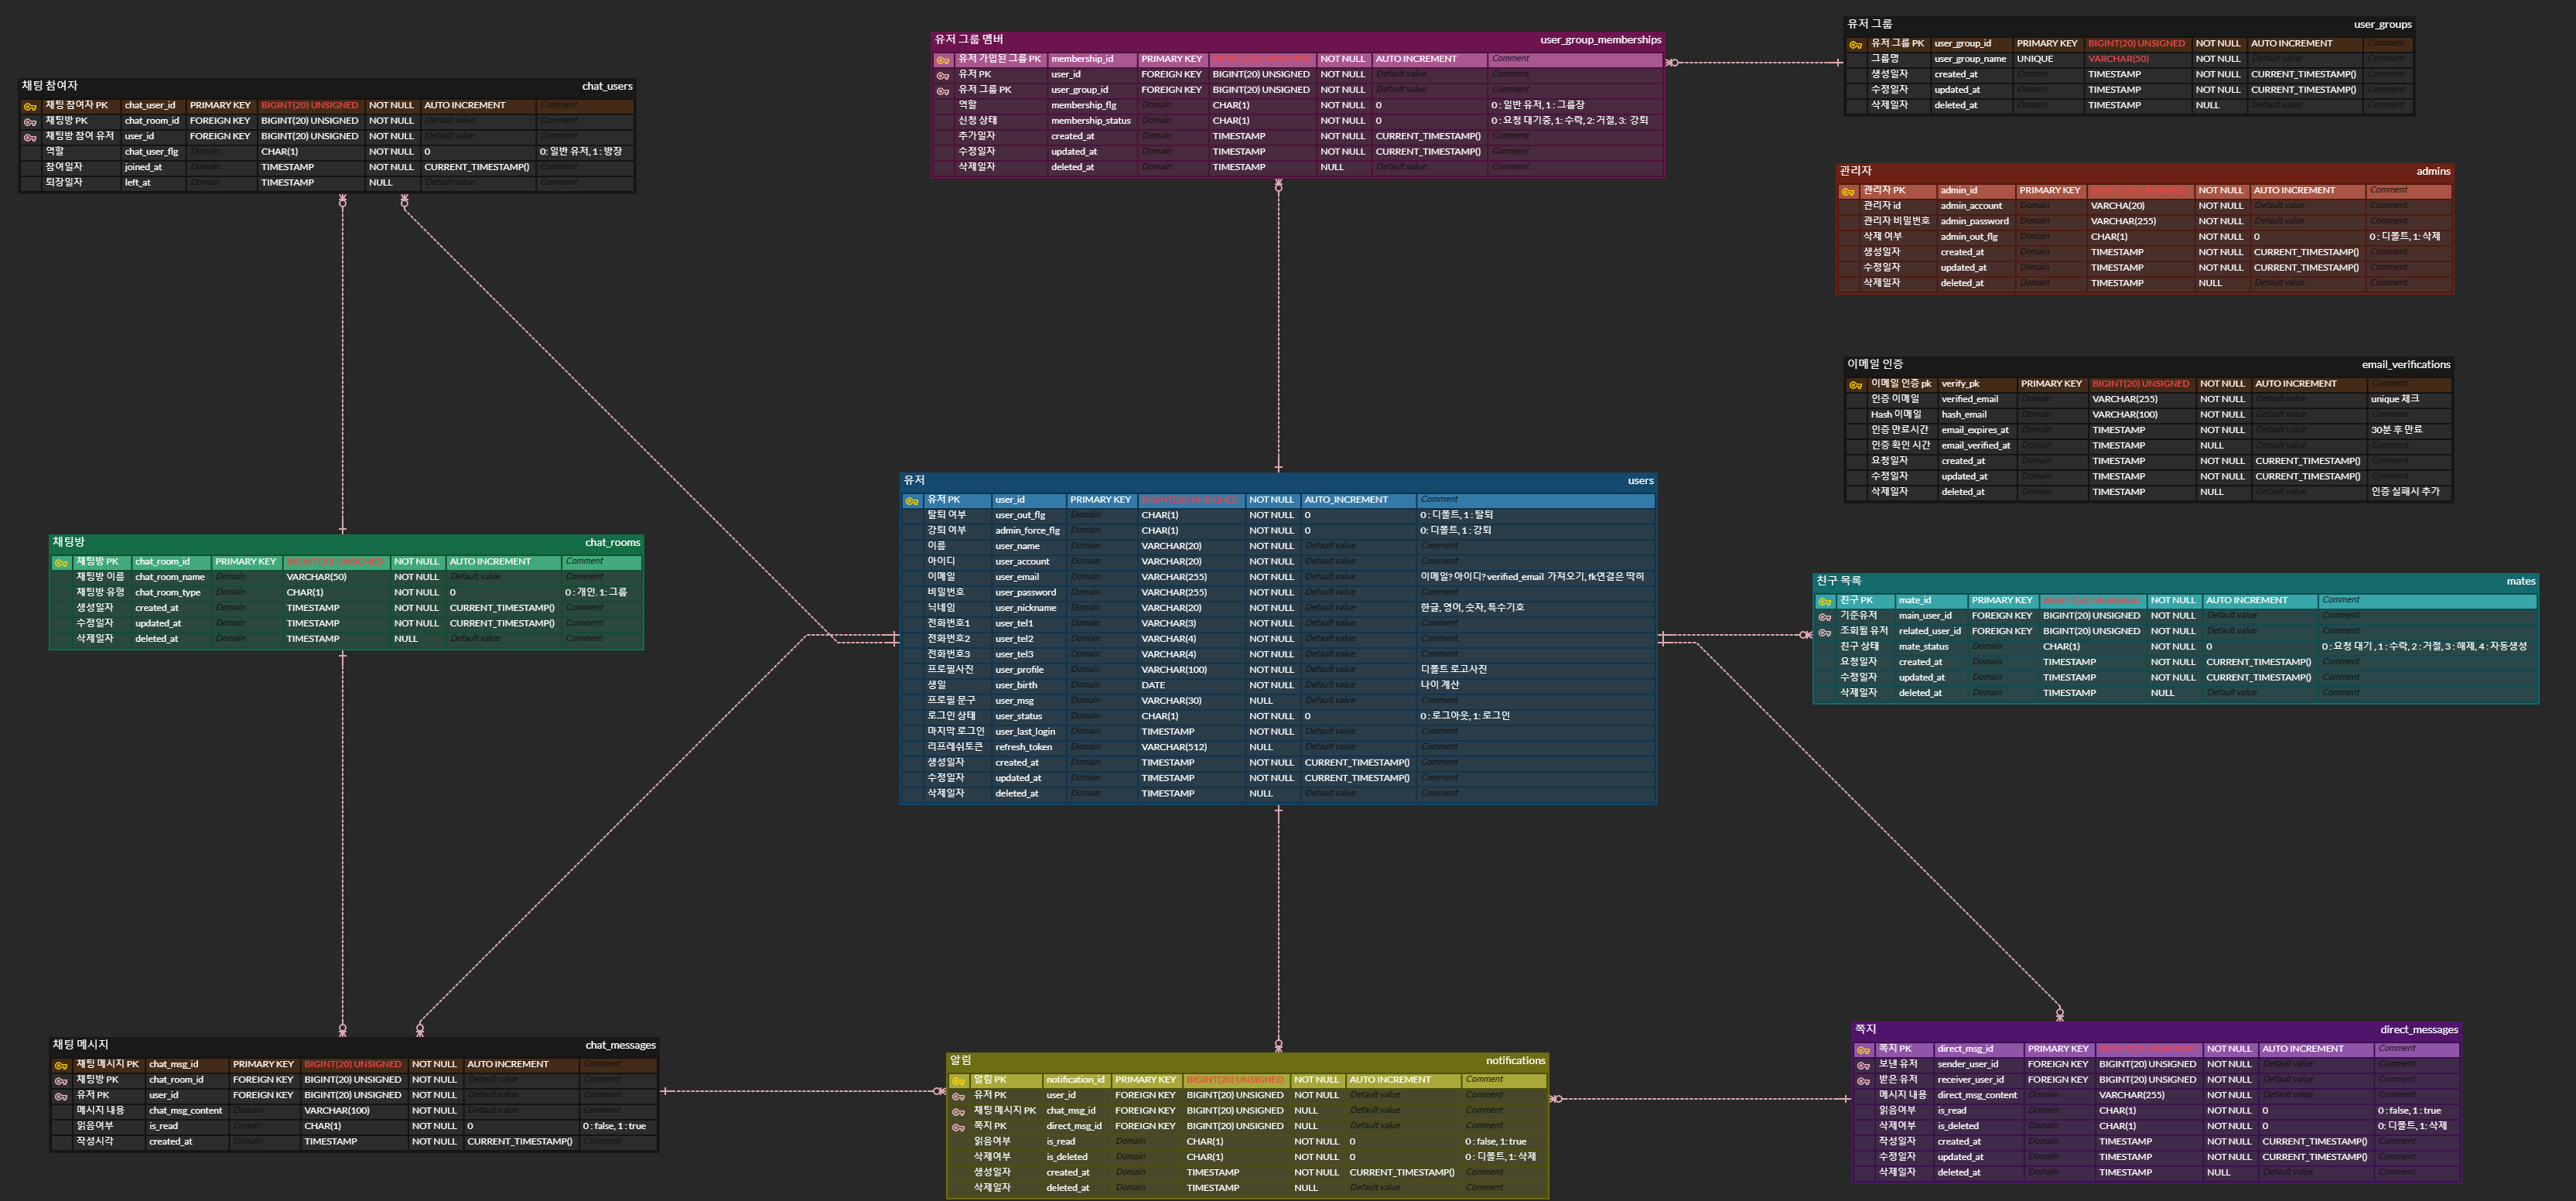 채팅 참여자 chat_users
채팅 참여자 PK chat_user_id PRIMARY KEY BIGINT(20) UNSIGNED NOT NULL AUTO INCREMENT Comment
채팅방 PK chat_room_id FOREIGN KEY BIGINT(20) UNSIGNED NOT NULL Default value Comment
채팅방 참여 유저 user_id FOREIGN KEY BIGINT(20) UNSIGNED NOT NULL Default value Comment
역할 chat_user_flg Domain CHAR(1) NOT NULL 0 0: 일반 유저, 1 : 방장
참여일자 joined_at Domain TIMESTAMP NOT NULL CURRENT_TIMESTAMP() Comment
퇴장일자 left_at Domain TIMESTAMP NULL Default value Comment
유저 그룹 멤버 user_group_memberships
유저 가입된 그룹 PK membership_id PRIMARY KEY BIGINT(20) UNSIGNED NOT NULL AUTO INCREMENT Comment
유저 PK user_id FOREIGN KEY BIGINT(20) UNSIGNED NOT NULL Default value Comment
유저 그룹 PK user_group_id FOREIGN KEY BIGINT(20) UNSIGNED NOT NULL Default value Comment
역할 membership_flg Domain CHAR(1) NOT NULL 0 0 : 일반 유저, 1 : 그룹장
신청 상태 membership_status Domain CHAR(1) NOT NULL 0 0 : 요청 대기중, 1: 수락, 2: 거절, 3: 강퇴
추가일자 created_at Domain TIMESTAMP NOT NULL CURRENT_TIMESTAMP() Comment
수정일자 updated_at Domain TIMESTAMP NOT NULL CURRENT_TIMESTAMP() Comment
삭제일자 deleted_at Domain TIMESTAMP NULL Default value Comment
유저 그룹 user_groups
유저 그룹 PK user_group_id PRIMARY KEY BIGINT(20) UNSIGNED NOT NULL AUTO INCREMENT Comment
그룹명 user_group_name UNIQUE VARCHAR(50) NOT NULL Default value Comment
생성일자 created_at Domain TIMESTAMP NOT NULL CURRENT_TIMESTAMP() Comment
수정일자 updated_at Domain TIMESTAMP NOT NULL CURRENT_TIMESTAMP() Comment
삭제일자 deleted_at Domain TIMESTAMP NULL Default value Comment
관리자 admins
관리자 PK admin_id PRIMARY KEY BIGINT(20) UNSIGNED NOT NULL AUTO INCREMENT Comment
관리자 id admin_account Domain VARCHA(20) NOT NULL Default value Comment
관리자 비밀번호 admin_password Domain VARCHAR(255) NOT NULL Default value Comment
삭제 여부 admin_out_flg Domain CHAR(1) NOT NULL 0 0 : 디폴트, 1: 삭제
생성일자 created_at Domain TIMESTAMP NOT NULL CURRENT_TIMESTAMP() Comment
수정일자 updated_at Domain TIMESTAMP NOT NULL CURRENT_TIMESTAMP() Comment
삭제일자 deleted_at Domain TIMESTAMP NULL Default value Comment
이메일 인증 email_verifications
이메일 인증 pk verify_pk PRIMARY KEY BIGINT(20) UNSIGNED NOT NULL AUTO INCREMENT Comment
인증 이메일 verified_email Domain VARCHAR(255) NOT NULL Default value unique 체크
Hash 이메일 hash_email Domain VARCHAR(100) NOT NULL Default value Comment
인증 만료시간 email_expires_at Domain TIMESTAMP NOT NULL Default value 30분 후 만료
인증 확인 시간 email_verified_at Domain TIMESTAMP NULL Default value Comment
요청일자 created_at Domain TIMESTAMP NOT NULL CURRENT_TIMESTAMP() Comment
수정일자 updated_at Domain TIMESTAMP NOT NULL CURRENT_TIMESTAMP() Comment
삭제일자 deleted_at Domain TIMESTAMP NULL Default value 인증 실패시 추가
유저 users
유저 PK user_id PRIMARY KEY BIGINT(20) UNSIGNED NOT NULL AUTO_INCREMENT Comment
탈퇴 여부 user_out_flg Domain CHAR(1) NOT NULL 0 0 : 디폴트, 1 : 탈퇴
강퇴 여부 admin_force_flg Domain CHAR(1) NOT NULL 0 0: 디폴트, 1 : 강퇴
이름 user_name Domain VARCHAR(20) NOT NULL Default value Comment
아이디 user_account Domain VARCHAR(20) NOT NULL Default value Comment
이메일 user_email Domain VARCHAR(255) NOT NULL Default value 이메일? 아이디? verified_email 가져오기, fk연결은 딱히
비밀번호 user_password Domain VARCHAR(255) NOT NULL Default value Comment
닉네임 user_nickname Domain VARCHAR(20) NOT NULL Default value 한글, 영어, 숫자, 특수기호
전화번호1 user_tel1 Domain VARCHAR(3) NOT NULL Default value Comment
전화번호2 user_tel2 Domain VARCHAR(4) NOT NULL Default value Comment
전화번호3 user_tel3 Domain VARCHAR(4) NOT NULL Default value Comment
프로필사진 user_profile Domain VARCHAR(100) NOT NULL Default value 디폴트 로고사진
생일 user_birth Domain DATE NOT NULL Default value 나이 계산
프로필 문구 user_msg Domain VARCHAR(30) NULL Default value Comment
로그인 상태 user_status Domain CHAR(1) NOT NULL 0 0 : 로그아웃, 1: 로그인
마지막 로그인 user_last_login Domain TIMESTAMP NOT NULL Default value Comment
리프레쉬토큰 refresh_token Domain VARCHAR(512) NULL Default value Comment
생성일자 created_at Domain TIMESTAMP NOT NULL CURRENT_TIMESTAMP() Comment
수정일자 updated_at Domain TIMESTAMP NOT NULL CURRENT_TIMESTAMP() Comment
삭제일자 deleted_at Domain TIMESTAMP NULL Default value Comment
채팅방 chat_rooms
채팅방 PK chat_room_id PRIMARY KEY BIGINT(20) UNSIGNED NOT NULL AUTO INCREMENT Comment
채팅방 이름 chat_room_name Domain VARCHAR(50) NOT NULL Default value Comment
채팅방 유형 chat_room_type Domain CHAR(1) NOT NULL 0 0 : 개인. 1: 그룹
생성일자 created_at Domain TIMESTAMP NOT NULL CURRENT_TIMESTAMP() Comment
수정일자 updated_at Domain TIMESTAMP NOT NULL CURRENT_TIMESTAMP() Comment
삭제일자 deleted_at Domain TIMESTAMP NULL Default value Comment
친구 목록 mates
친구 PK mate_id PRIMARY KEY BIGINT(20) UNSIGNED NOT NULL AUTO INCREMENT Comment
기준유저 main_user_id FOREIGN KEY BIGINT(20) UNSIGNED NOT NULL Default value Comment
조회될 유저 related_user_id FOREIGN KEY BIGINT(20) UNSIGNED NOT NULL Default value Comment
친구 상태 mate_status Domain CHAR(1) NOT NULL 0 0 : 요청 대기 , 1 : 수락, 2 : 거절, 3 : 해제, 4 : 자동생성
요청일자 created_at Domain TIMESTAMP NOT NULL CURRENT_TIMESTAMP() Comment
수정일자 updated_at Domain TIMESTAMP NOT NULL CURRENT_TIMESTAMP() Comment
삭제일자 deleted_at Domain TIMESTAMP NULL Default value Comment
채팅 메시지 chat_messages
채팅 메시지 PK chat_msg_id PRIMARY KEY BIGINT(20) UNSIGNED NOT NULL AUTO INCREMENT Comment
채팅방 PK chat_room_id FOREIGN KEY BIGINT(20) UNSIGNED NOT NULL Default value Comment
유저 PK user_id FOREIGN KEY BIGINT(20) UNSIGNED NOT NULL Default value Comment
메시지 내용 chat_msg_content Domain VARCHAR(100) NOT NULL Default value Comment
읽음여부 is_read Domain CHAR(1) NOT NULL 0 0 : false, 1 : true
작성시각 created_at Domain TIMESTAMP NOT NULL CURRENT_TIMESTAMP() Comment
알림 notifications
알림 PK notification_id PRIMARY KEY BIGINT(20) UNSIGNED NOT NULL AUTO INCREMENT Comment
유저 PK user_id FOREIGN KEY BIGINT(20) UNSIGNED NOT NULL Default value Comment
채팅 메시지 PK chat_msg_id FOREIGN KEY BIGINT(20) UNSIGNED NULL Default value Comment
쪽지 PK direct_msg_id FOREIGN KEY BIGINT(20) UNSIGNED NULL Default value Comment
읽음여부 is_read Domain CHAR(1) NOT NULL 0 0 : false, 1: true
삭제여부 is_deleted Domain CHAR(1) NOT NULL 0 0 : 디폴트, 1: 삭제
생성일자 created_at Domain TIMESTAMP NOT NULL CURRENT_TIMESTAMP() Comment
삭제일자 deleted_at Domain TIMESTAMP NULL Default value Comment
쪽지 direct_messages
쪽지 PK direct_msg_id PRIMARY KEY BIGINT(20) UNSIGNED NOT NULL AUTO INCREMENT Comment
보낸 유저 sender_user_id FOREIGN KEY BIGINT(20) UNSIGNED NOT NULL Default value Comment
받은 유저 receiver_user_id FOREIGN KEY BIGINT(20) UNSIGNED NOT NULL Default value Comment
메시지 내용 direct_msg_content Domain VARCHAR(255) NOT NULL Default value Comment
읽음여부 is_read Domain CHAR(1) NOT NULL 0 0 : false, 1 : true
삭제여부 is_deleted Domain CHAR(1) NOT NULL 0 0: 디폴트, 1: 삭제
작성일자 created_at Domain TIMESTAMP NOT NULL CURRENT_TIMESTAMP() Comment
수정일자 updated_at Domain TIMESTAMP NOT NULL CURRENT_TIMESTAMP() Comment
삭제일자 deleted_at Domain TIMESTAMP NULL Default value Comment